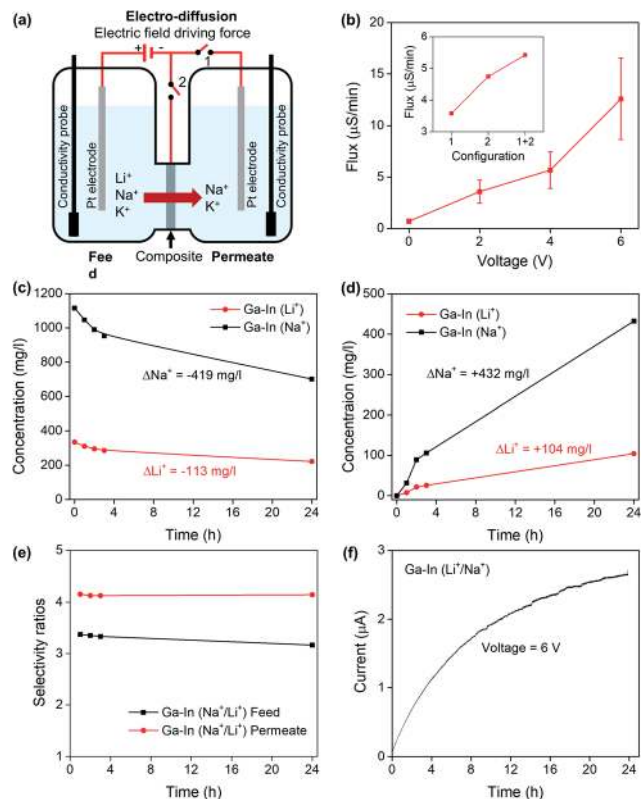 (a)
Electro-diffusion
Electric field driving force
+ -
1
2
Conductivity probe
Pt electrode
Li⁺
Na⁺
K⁺
Na⁺
K⁺
Pt electrode
Conductivity probe
Fee
d
Composite
Permeate
(b)
Flux (µS/min)
20
15
10
5
0
0 2 4 6
Voltage (V)
Flux (µS/min)
6
5
4
3
1 2 1+2
Configuration
(c)
Concentration (mg/l)
1200
1000
800
600
400
200
0
Ga-In (Li⁺)
Ga-In (Na⁺)
ΔNa⁺ = -419 mg/l
ΔLi⁺ = -113 mg/l
0 4 8 12 16 20 24
Time (h)
(d)
Concentraion (mg/l)
500
400
300
200
100
0
Ga-In (Li⁺)
Ga-In (Na⁺)
ΔNa⁺ = +432 mg/l
ΔLi⁺ = +104 mg/l
0 4 8 12 16 20 24
Time (h)
(e)
Selectivity ratios
5
4
3
2
1
Ga-In (Na⁺/Li⁺) Feed
Ga-In (Na⁺/Li⁺) Permeate
0 4 8 12 16 20 24
Time (h)
(f)
Current (µA)
3
2
1
0
Ga-In (Li⁺/Na⁺)
Voltage = 6 V
0 4 8 12 16 20 24
Time (h)